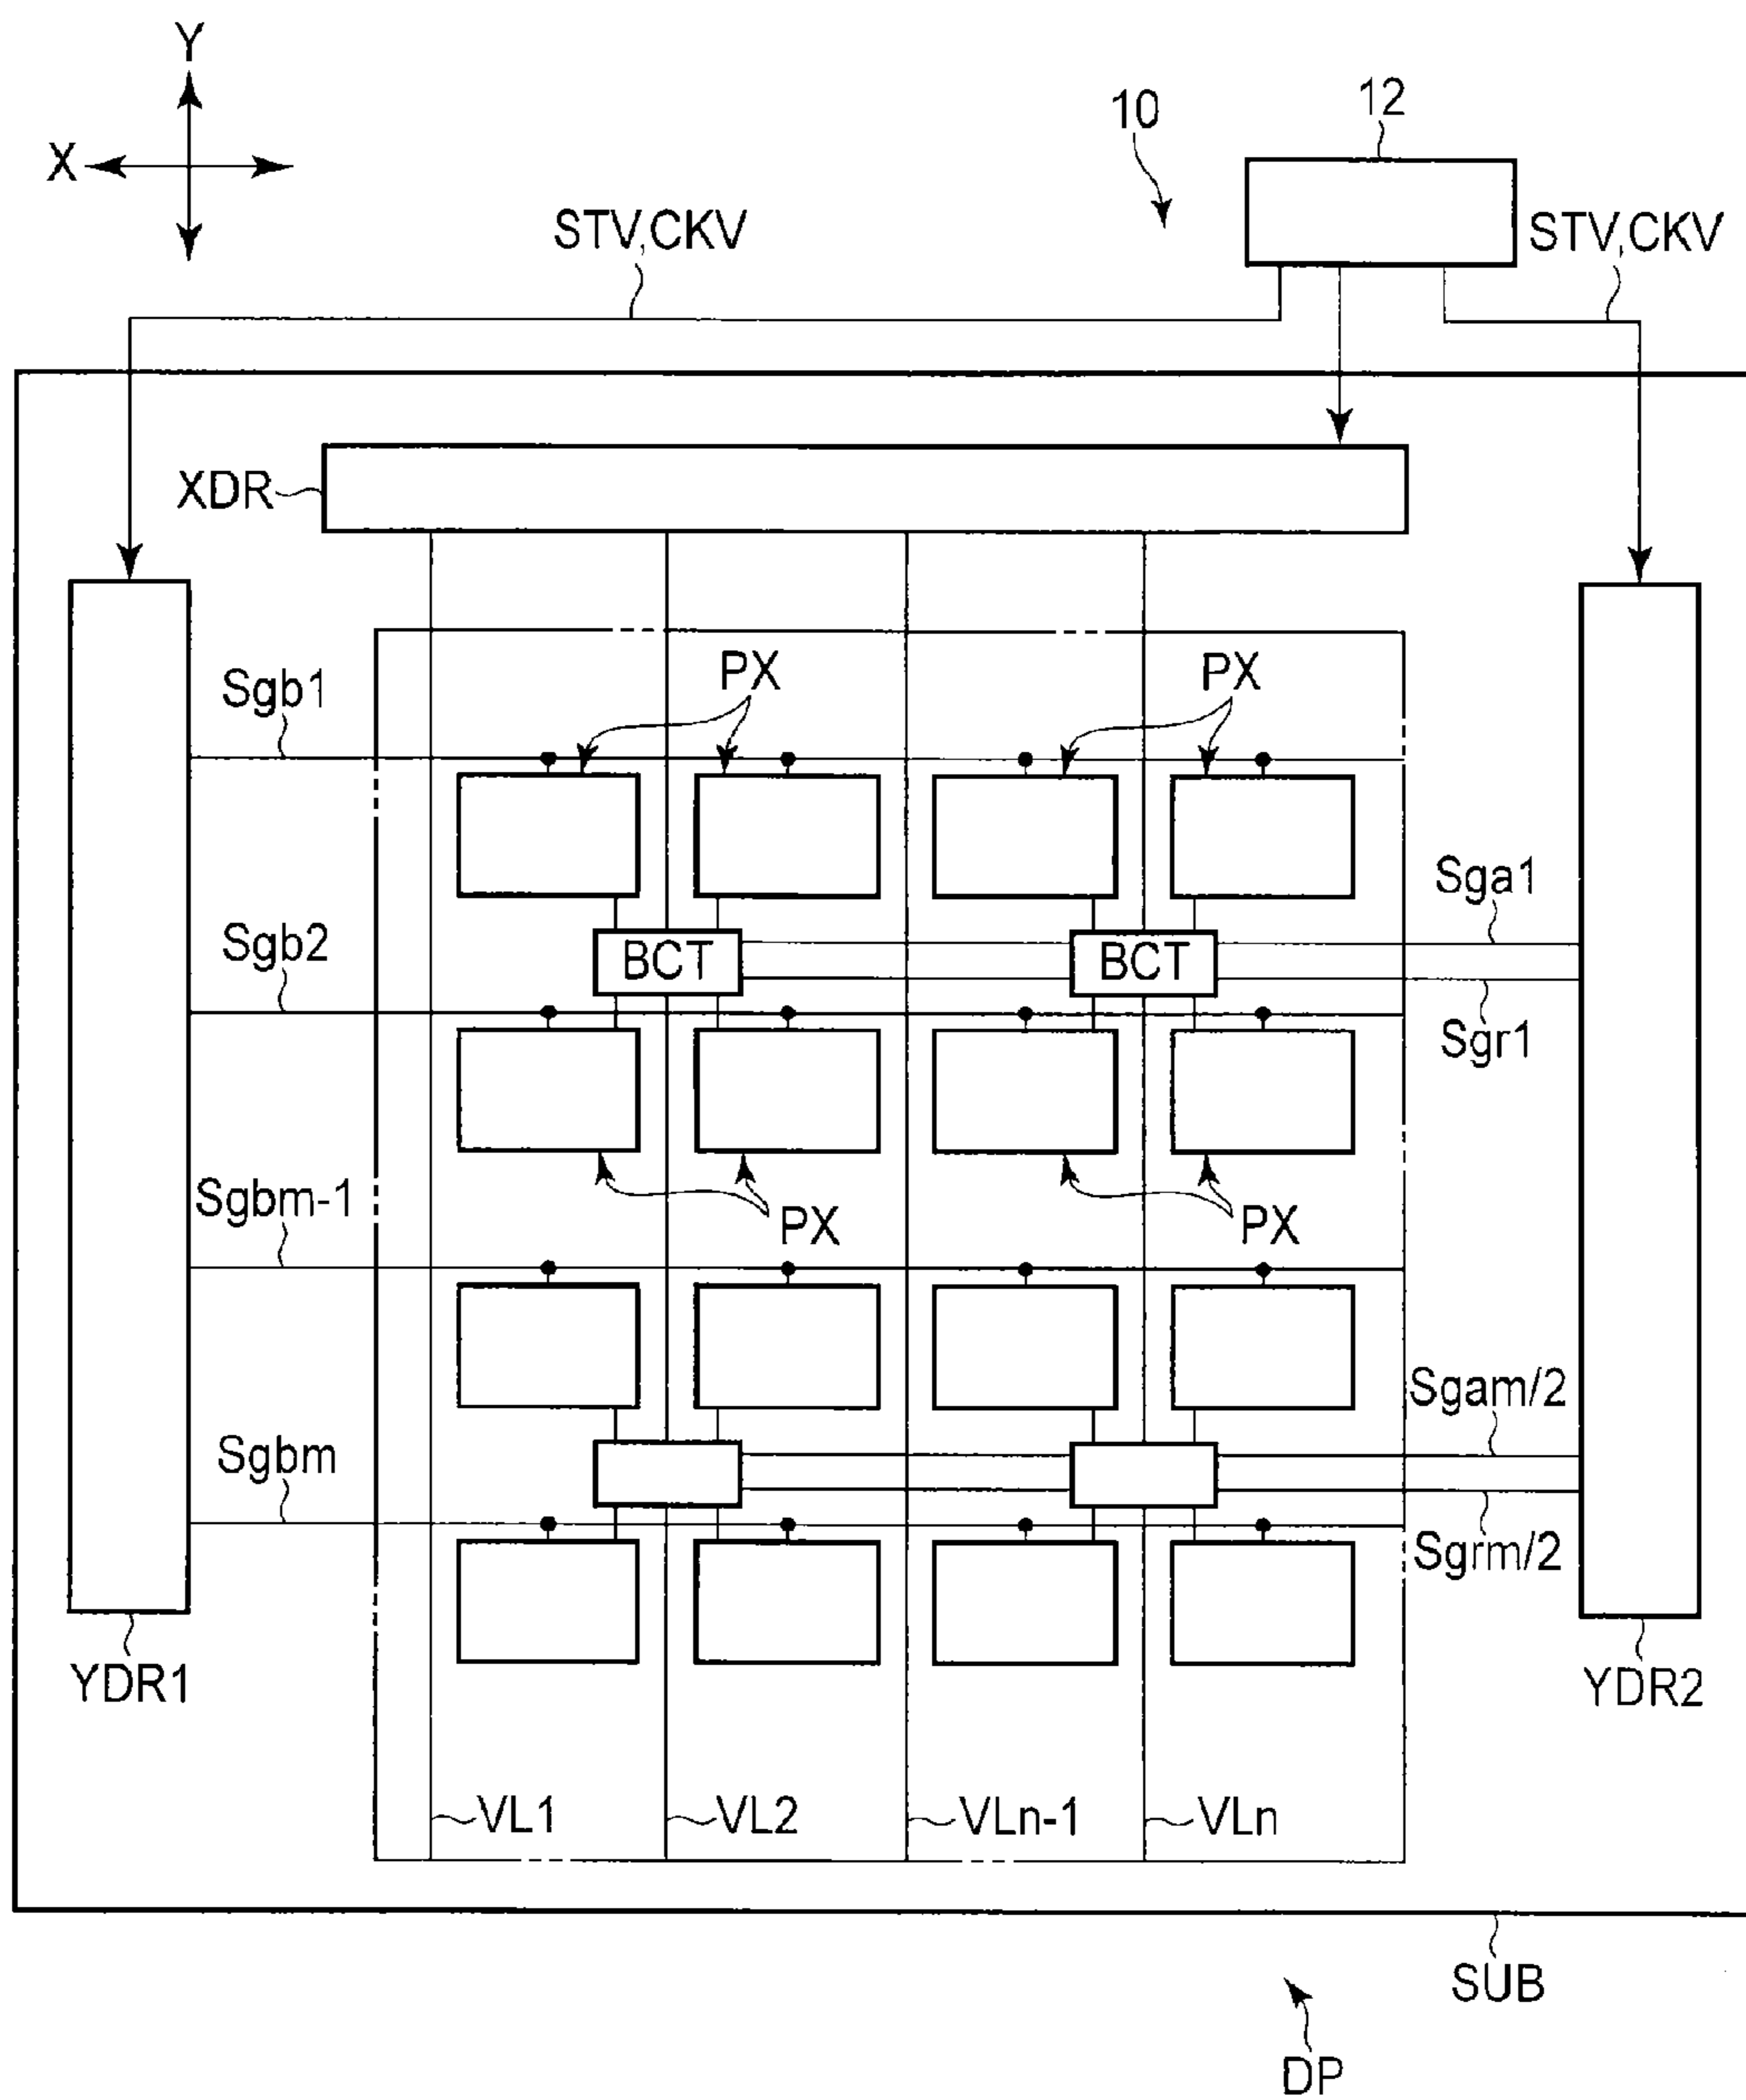 Y
12
10
X
STV,CKV
STV,CKV
XDR
PX
PX
Sgb1
Sga1
Sgb2
BCT
BCT
Sgr1
Sgbm-1
PX
PX
Sgam/2
Sgbm
Sgrm/2
YDR1
YDR2
VL1
VL2
VLn-1
VLn
SUB
DP